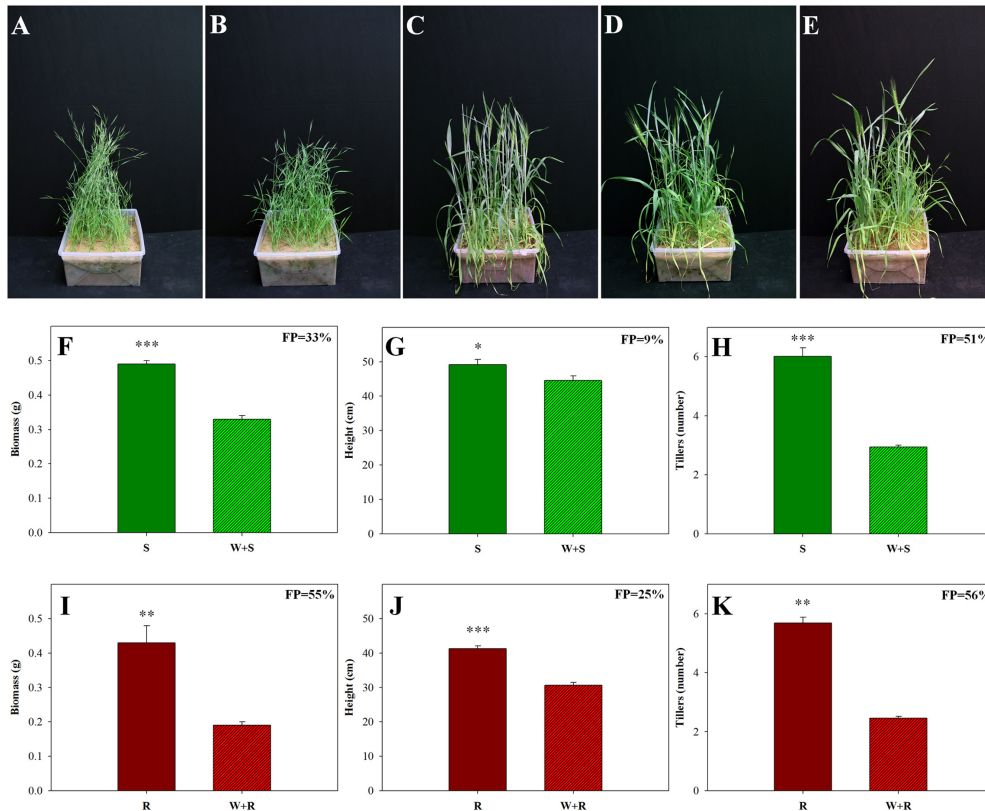 A
B
C
D
E
F
FP=33%
***
Biomass (g)
0.5
0.4
0.3
0.2
0.1
0.0
S
W+S
G
FP=9%
*
Height (cm)
50
40
30
20
10
0
S
W+S
H
FP=51%
***
Tillers (number)
6
4
2
0
S
W+S
I
FP=55%
**
Biomass (g)
0.5
0.4
0.3
0.2
0.1
0.0
R
W+R
J
FP=25%
***
Height (cm)
50
40
30
20
10
0
R
W+R
K
FP=56%
**
Tillers (number)
6
4
2
0
R
W+R